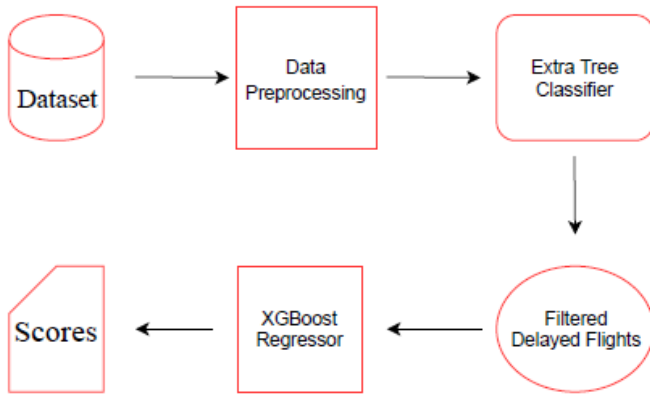 Dataset
Data
Preprocessing
Extra Tree
Classifier
Filtered
Delayed Flights
XGBoost
Regressor
Scores